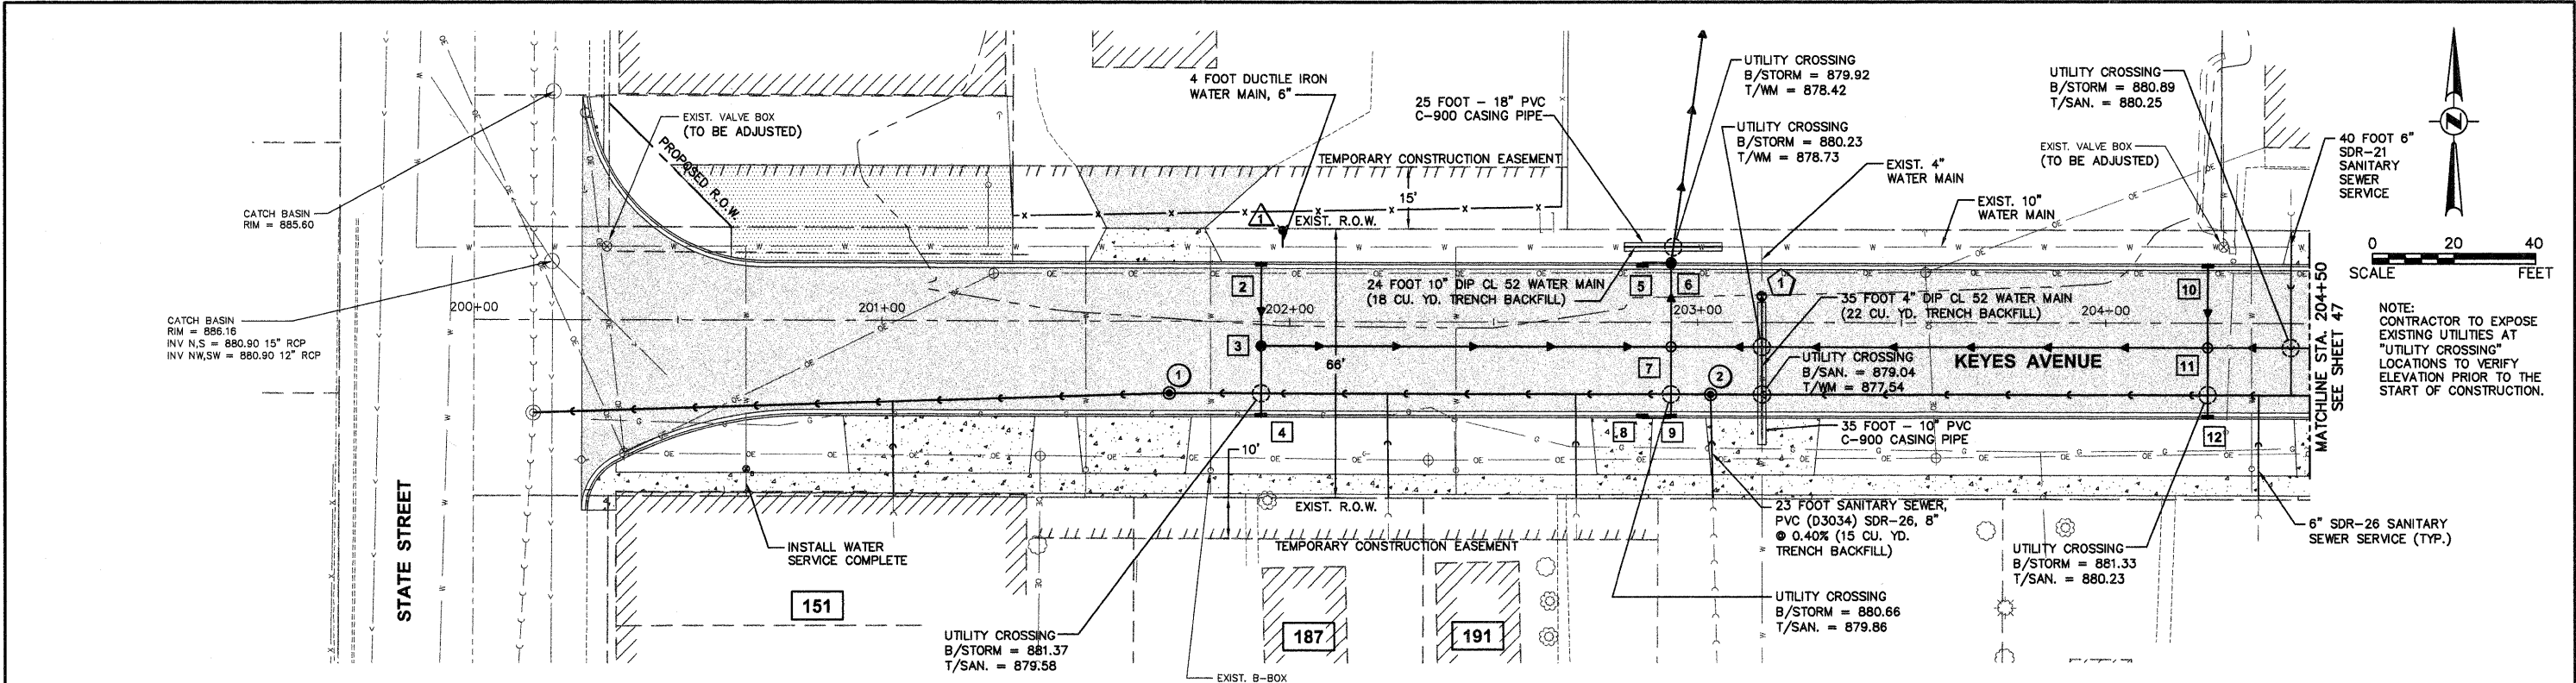 4 FOOT DUCTILE IRON
WATER MAIN, 6"
EXIST. VALVE BOX
(TO BE ADJUSTED)
PROPOSED R.O.W.
CATCH BASIN
RIM = 885.60
CATCH BASIN
RIM = 886.16
INV N,S = 880.90 15" RCP
INV NW,SW = 880.90 12" RCP
25 FOOT - 18" PVC
C-900 CASING PIPE
TEMPORARY CONSTRUCTION EASEMENT
15'
1
EXIST. R.O.W.
UTILITY CROSSING
B/STORM = 879.92
T/WM = 878.42
UTILITY CROSSING
B/STORM = 880.23
T/WM = 878.73
EXIST. 4"
WATER MAIN
EXIST. 10"
WATER MAIN
UTILITY CROSSING
B/STORM = 880.89
T/SAN. = 880.25
EXIST. VALVE BOX
(TO BE ADJUSTED)
40 FOOT 6"
SDR-21
SANITARY
SEWER
SERVICE
0 20 40
SCALE FEET
NOTE:
CONTRACTOR TO EXPOSE
EXISTING UTILITIES AT
"UTILITY CROSSING"
LOCATIONS TO VERIFY
ELEVATION PRIOR TO THE
START OF CONSTRUCTION.
MATCHLINE STA. 204+50
SEE SHEET 47
24 FOOT 10" DIP CL 52 WATER MAIN
(18 CU. YD. TRENCH BACKFILL)
2
5
6
1
10
200+00
201+00
202+00
203+00
204+00
35 FOOT 4" DIP CL 52 WATER MAIN
(22 CU. YD. TRENCH BACKFILL)
3
66'
7
UTILITY CROSSING
B/SAN. = 879.04
T/WM = 877.54
KEYES AVENUE
11
1
2
4
8
9
12
35 FOOT - 10" PVC
C-900 CASING PIPE
10'
EXIST. R.O.W.
TEMPORARY CONSTRUCTION EASEMENT
STATE STREET
INSTALL WATER
SERVICE COMPLETE
151
187
191
23 FOOT SANITARY SEWER,
PVC (D3034) SDR-26, 8"
@ 0.40% (15 CU. YD.
TRENCH BACKFILL)
UTILITY CROSSING
B/STORM = 880.66
T/SAN. = 879.86
UTILITY CROSSING
B/STORM = 881.33
T/SAN. = 880.23
6" SDR-26 SANITARY
SEWER SERVICE (TYP.)
UTILITY CROSSING
B/STORM = 881.37
T/SAN. = 879.58
EXIST. B-BOX